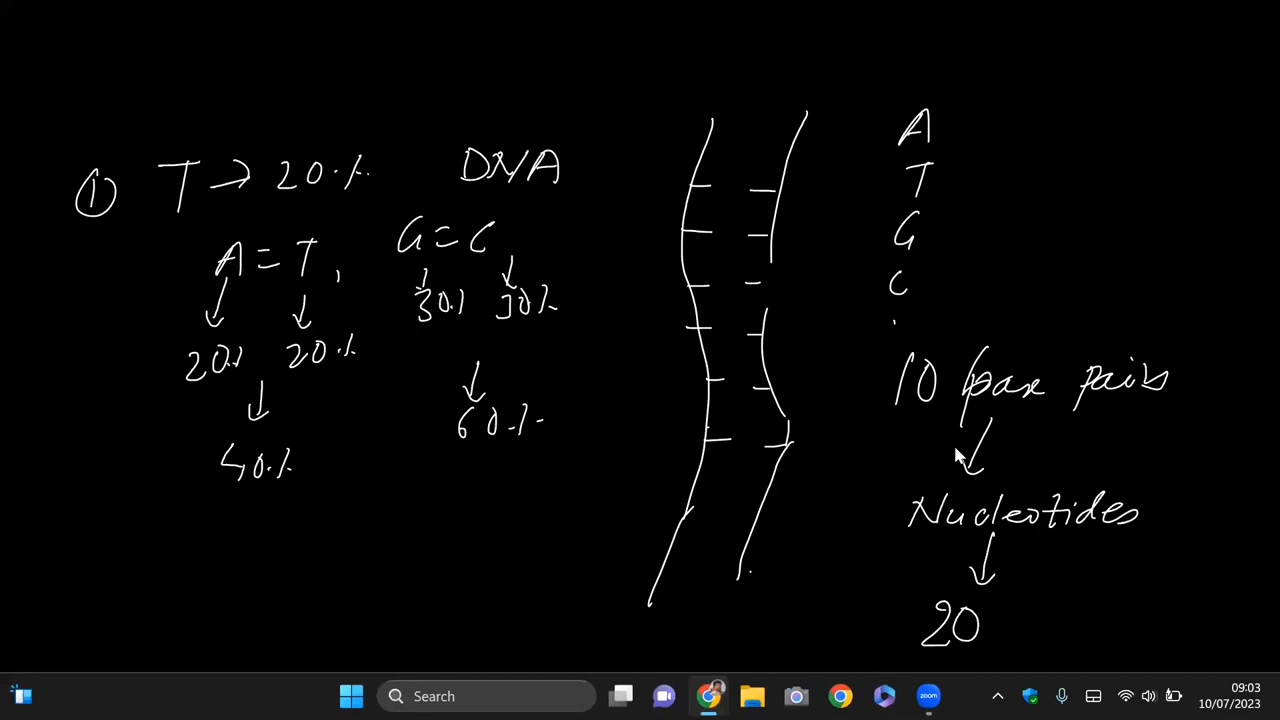 ① T → 20%
DNA
A = T, G = C
30% 30%
20% 20%
60%
40%
A
T
G
C
10 base pairs
Nucleotides
20
Search
09:03
10/07/2023
zoom